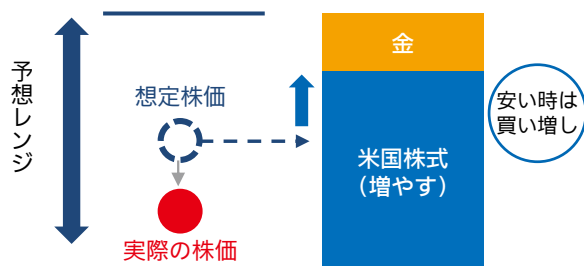 予想レンジ
想定株価
実際の株価
金
米国株式
（増やす）
安い時は
買い増し